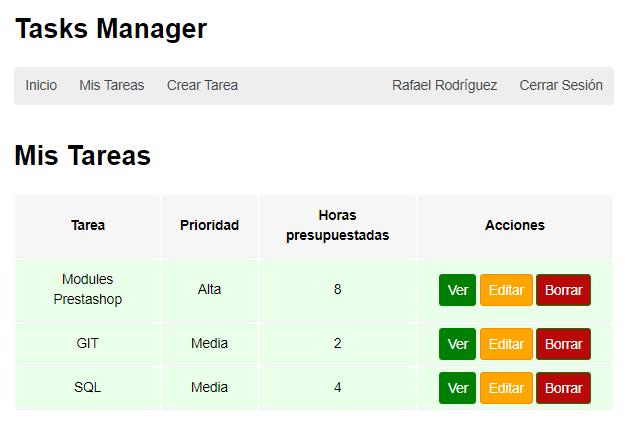 Tasks Manager
Inicio Mis Tareas Crear Tarea Rafael Rodríguez Cerrar Sesión
Mis Tareas
Tarea Prioridad Horas presupuestadas Acciones
Modules Prestashop Alta 8 Ver Editar Borrar
GIT Media 2 Ver Editar Borrar
SQL Media 4 Ver Editar Borrar